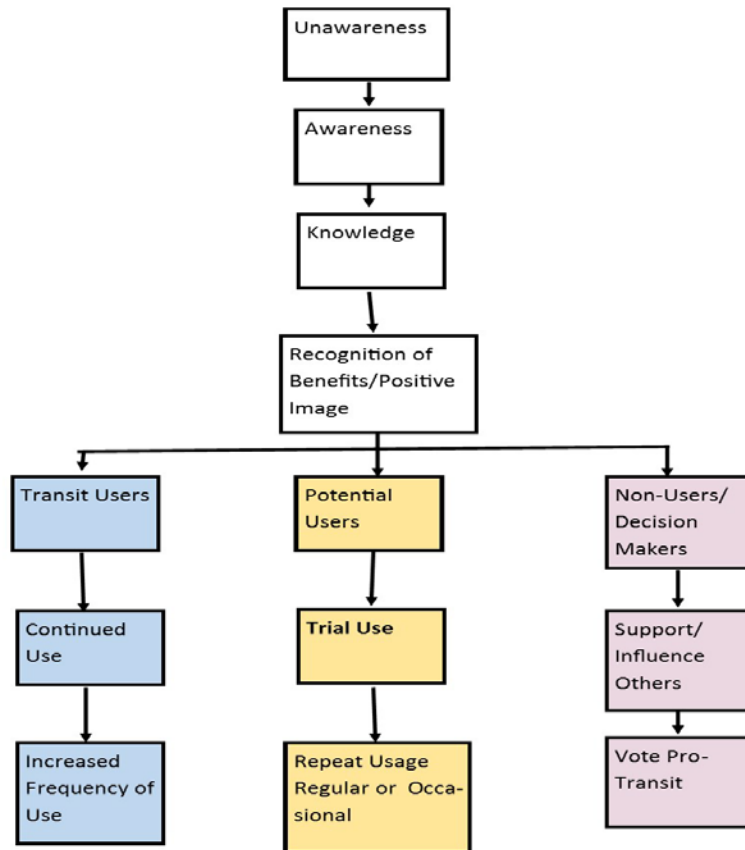 Unawareness
Awareness
Knowledge
Recognition of
Benefits/Positive
Image
Transit Users
Potential
Users
Non-Users/
Decision
Makers
Continued
Use
Trial Use
Support/
Influence
Others
Increased
Frequency of
Use
Repeat Usage
Regular or Occa-
sional
Vote Pro-
Transit